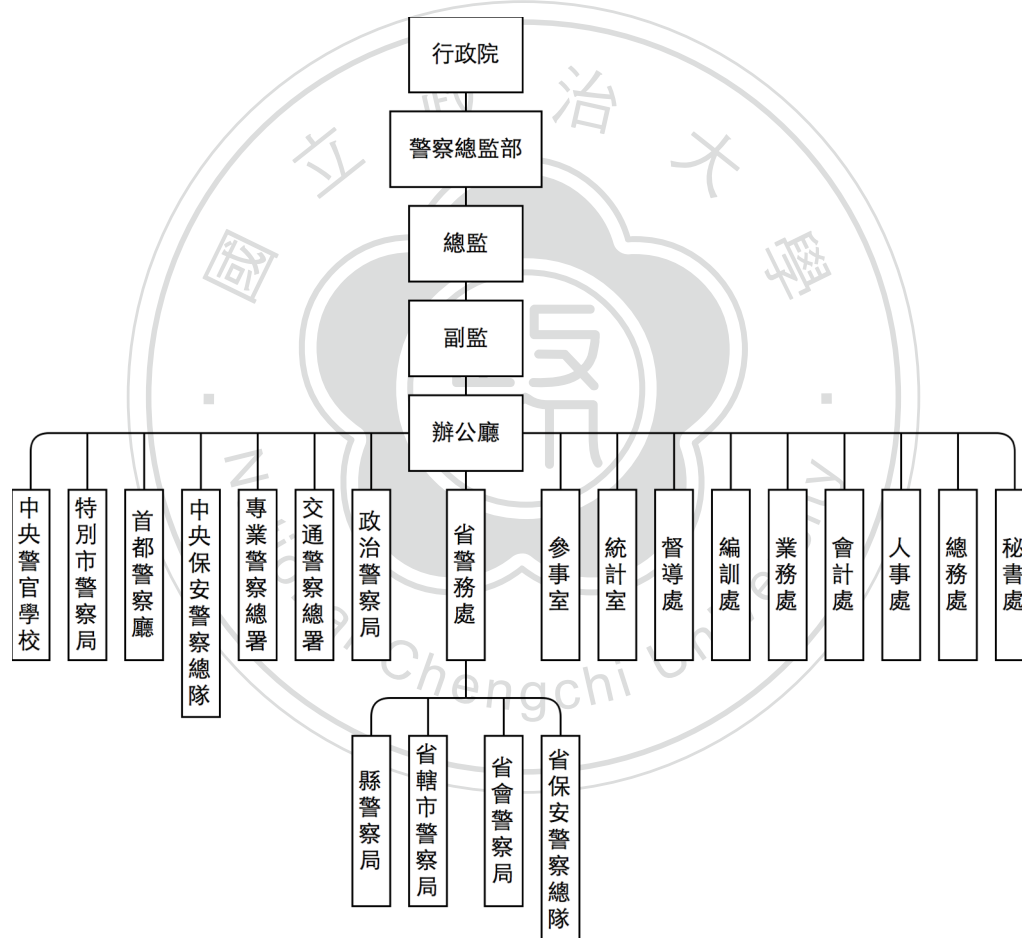 行政院
警察總監部
總監
副監
辦公廳
中央警官學校
特別市警察局
首都警察廳
中央保安警察總隊
專業警察總署
交通警察總署
政治警察局
省警務處
參事室
統計室
督導處
編訓處
業務處
會計處
人事處
總務處
秘書處
縣警察局
省轄市警察局
省會警察局
省保安警察總隊
國立政治大學
National Chengchi University